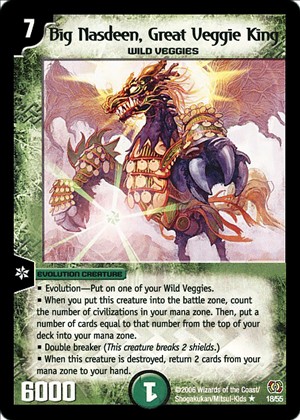 7
Big Nasdeen, Great Veggie King
WILD VEGGIES
EVOLUTION CREATURE
■ Evolution—Put on one of your Wild Veggies.
■ When you put this creature into the battle zone, count
the number of civilizations in your mana zone. Then, put a
number of cards equal to that number from the top of your
deck into your mana zone.
■ Double breaker (This creature breaks 2 shields.)
■ When this creature is destroyed, return 2 cards from your
mana zone to your hand.
6000
1
©2006 Wizards of the Coast/
Shogakukan/Mitsui-Kids ★ 18/55